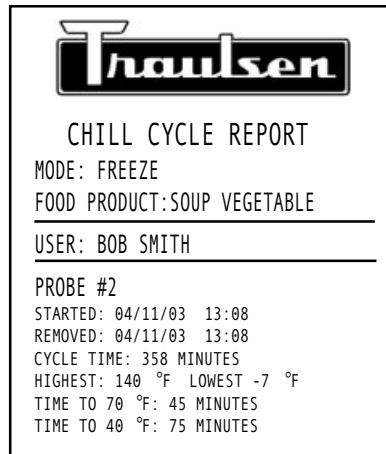 Traulsen
CHILL CYCLE REPORT
MODE: FREEZE
FOOD PRODUCT:SOUP VEGETABLE
USER: BOB SMITH
PROBE #2
STARTED: 04/11/03 13:08
REMOVED: 04/11/03 13:08
CYCLE TIME: 358 MINUTES
HIGHEST: 140 °F LOWEST -7 °F
TIME TO 70 °F: 45 MINUTES
TIME TO 40 °F: 75 MINUTES